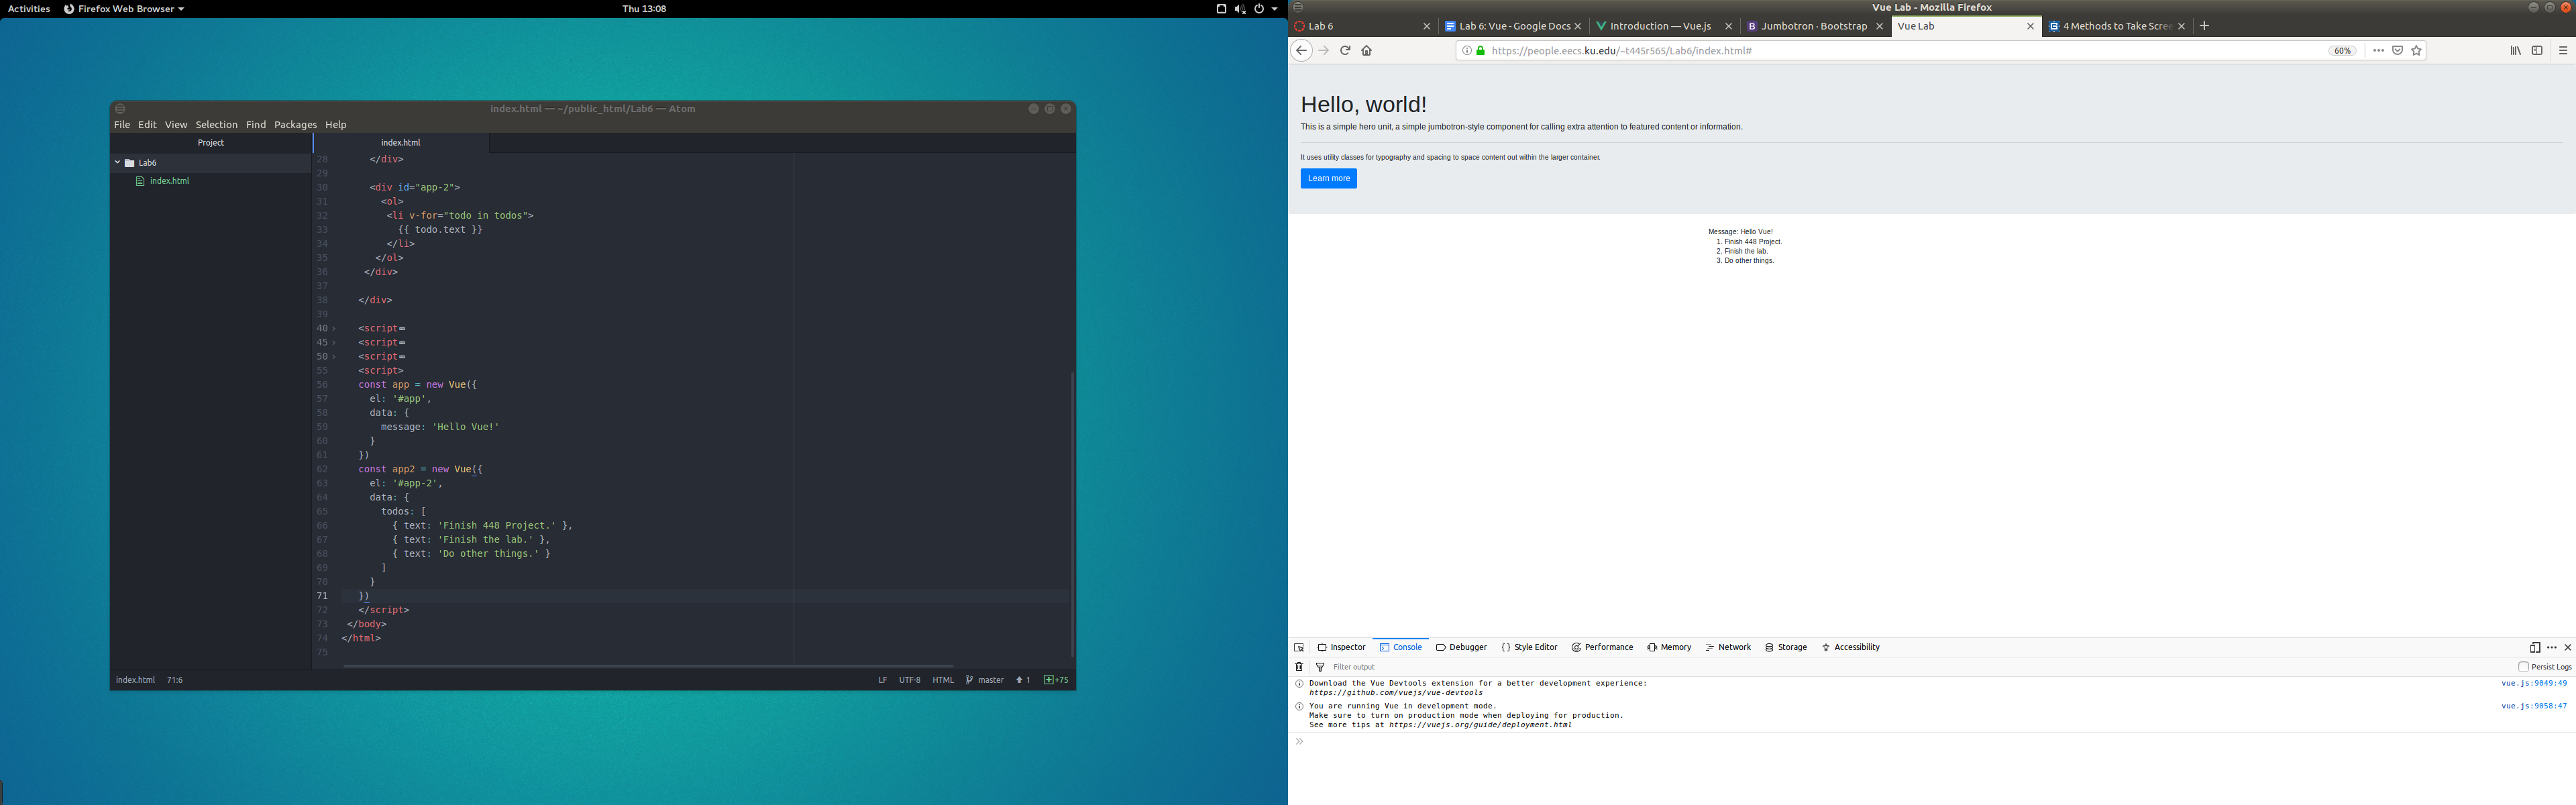 Activities
Firefox Web Browser
Thu 13:08
index.html — ~/public_html/Lab6 — Atom
File Edit View Selection Find Packages Help
Project
index.html
Lab6
index.html
28 </div>
29
30 <div id="app-2">
31 <ol>
32 <li v-for="todo in todos">
33 {{ todo.text }}
34 </li>
35 </ol>
36 </div>
37
38 </div>
39
40 <script
45 <script
50 <script
55 <script>
56 const app = new Vue({
57 el: '#app',
58 data: {
59 message: 'Hello Vue!'
60 }
61 })
62 const app2 = new Vue({
63 el: '#app-2',
64 data: {
65 todos: [
66 { text: 'Finish 448 Project.' },
67 { text: 'Finish the lab.' },
68 { text: 'Do other things.' }
69 ]
70 }
71 })
72 </script>
73 </body>
74 </html>
75
index.html 71:6
LF UTF-8 HTML master 1 +75
Vue Lab - Mozilla Firefox
Lab 6
Lab 6: Vue - Google Docs
Introduction — Vue.js
Jumbotron · Bootstrap
Vue Lab
4 Methods to Take Scree
https://people.eecs.ku.edu/~t445r565/Lab6/index.html#
60%
Hello, world!
This is a simple hero unit, a simple jumbotron-style component for calling extra attention to featured content or information.
It uses utility classes for typography and spacing to space content out within the larger container.
Learn more
Message: Hello Vue!
1. Finish 448 Project.
2. Finish the lab.
3. Do other things.
Inspector Console Debugger Style Editor Performance Memory Network Storage Accessibility
Filter output
Persist Logs
Download the Vue Devtools extension for a better development experience: vue.js:9049:49
https://github.com/vuejs/vue-devtools
You are running Vue in development mode. vue.js:9058:47
Make sure to turn on production mode when deploying for production.
See more tips at https://vuejs.org/guide/deployment.html